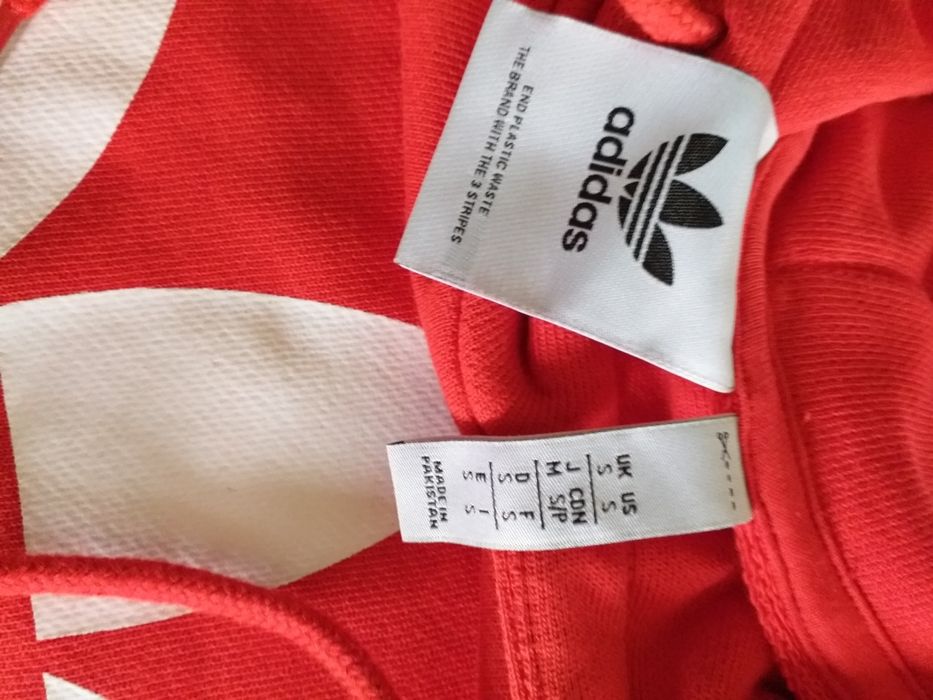 adidas
END PLASTIC WASTE
THE BRAND WITH THE 3 STRIPES
UK US
S S
J CDN
M S/P
D F
S S
E I
S S
MADE IN
PAKISTAN